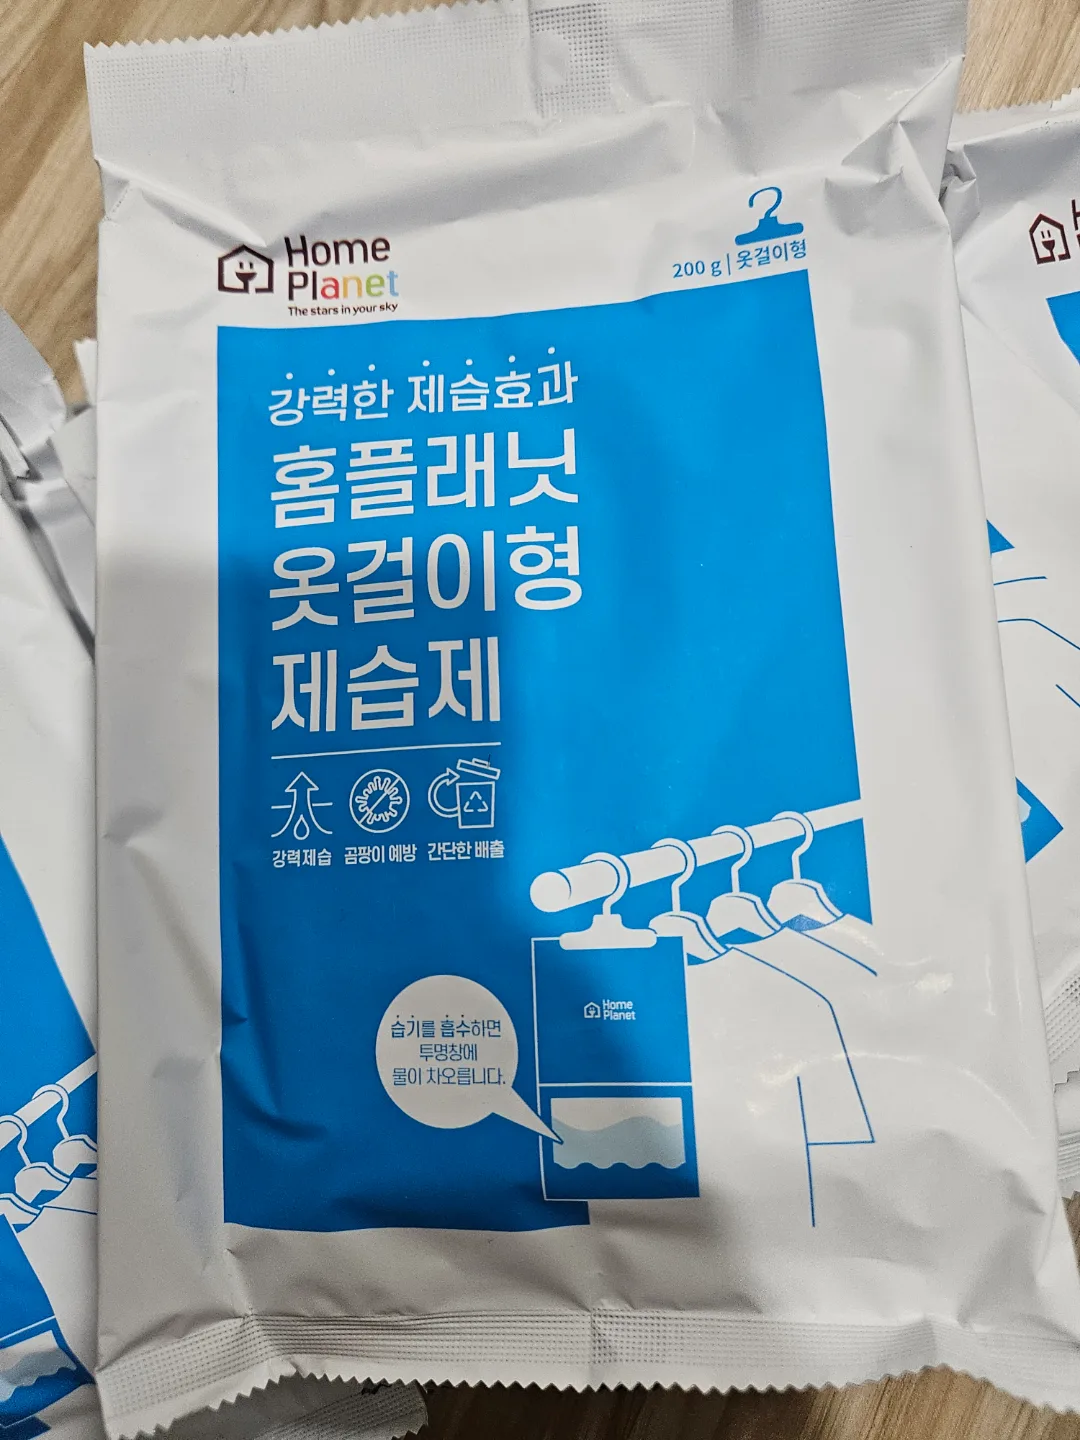 Home
Planet
The stars in your sky
200 g | 옷걸이형
강력한 제습효과
홈플래닛
옷걸이형
제습제
강력제습 곰팡이 예방 간단한 배출
Home
Planet
습기를 흡수하면
투명창에
물이 차오릅니다.